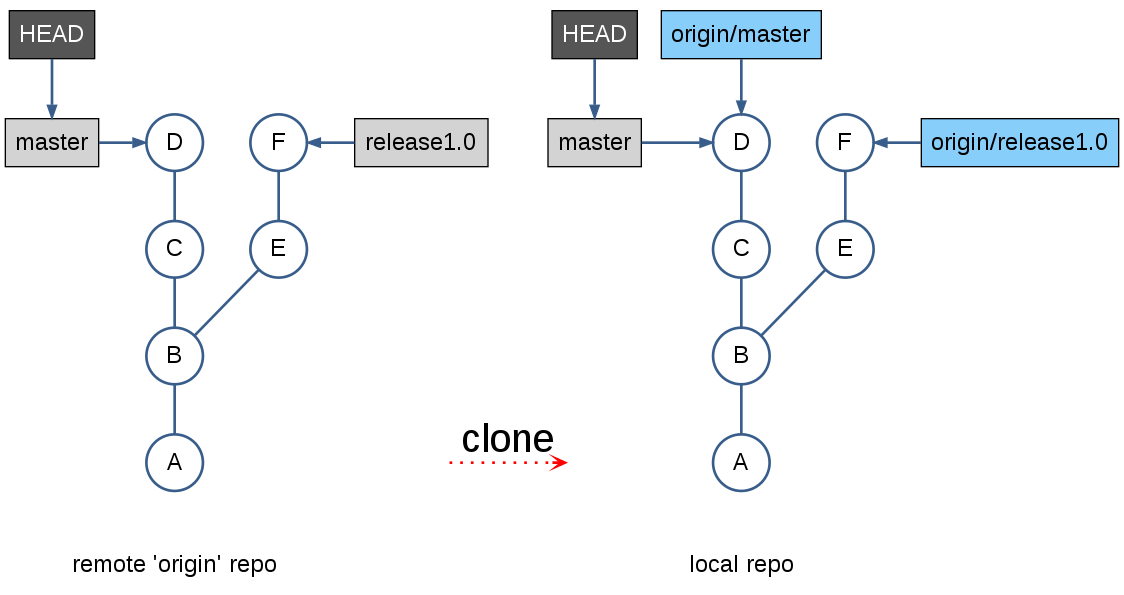 HEAD
master
D
F
release1.0
C
E
B
A
remote 'origin' repo
clone
HEAD
origin/master
master
D
F
origin/release1.0
C
E
B
A
local repo